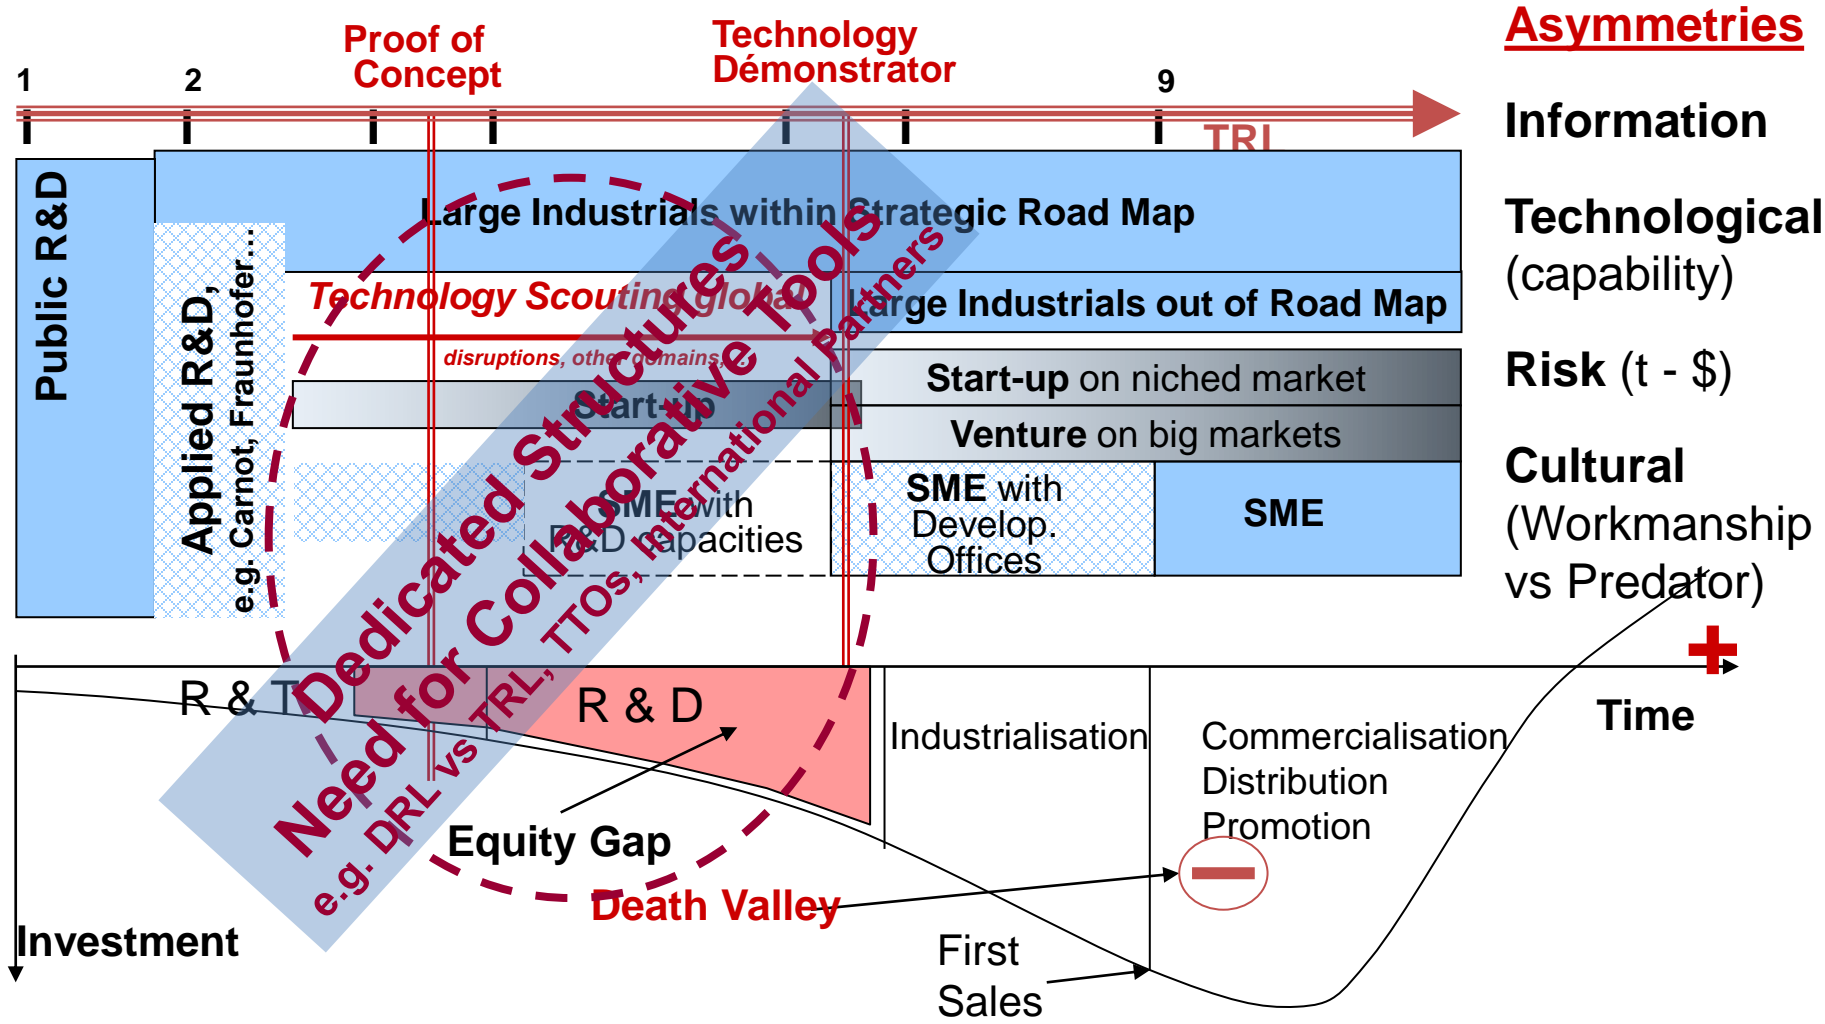 Asymmetries
Proof of
Concept
Technology
Démonstrator
1
2
9
TRL
Information
Technological
(capability)
Risk (t - $)
Cultural
(Workmanship
vs Predator)
Public R&D
Applied R&D,
e.g. Carnot, Fraunhofer…
Large Industrials within Strategic Road Map
Technology Scouting global
disruptions, other domains,…
Large Industrials out of Road Map
Start-up
Start-up on niched market
Venture on big markets
SME with
R&D capacities
SME with
Develop.
Offices
SME
Dedicated Structures
Need for Collaborative Tools
e.g. DRL vs TRL, TTOs, International Partners
R & T
R & D
Industrialisation
Commercialisation
Distribution
Promotion
+
Time
Equity Gap
Death Valley
Investment
First
Sales